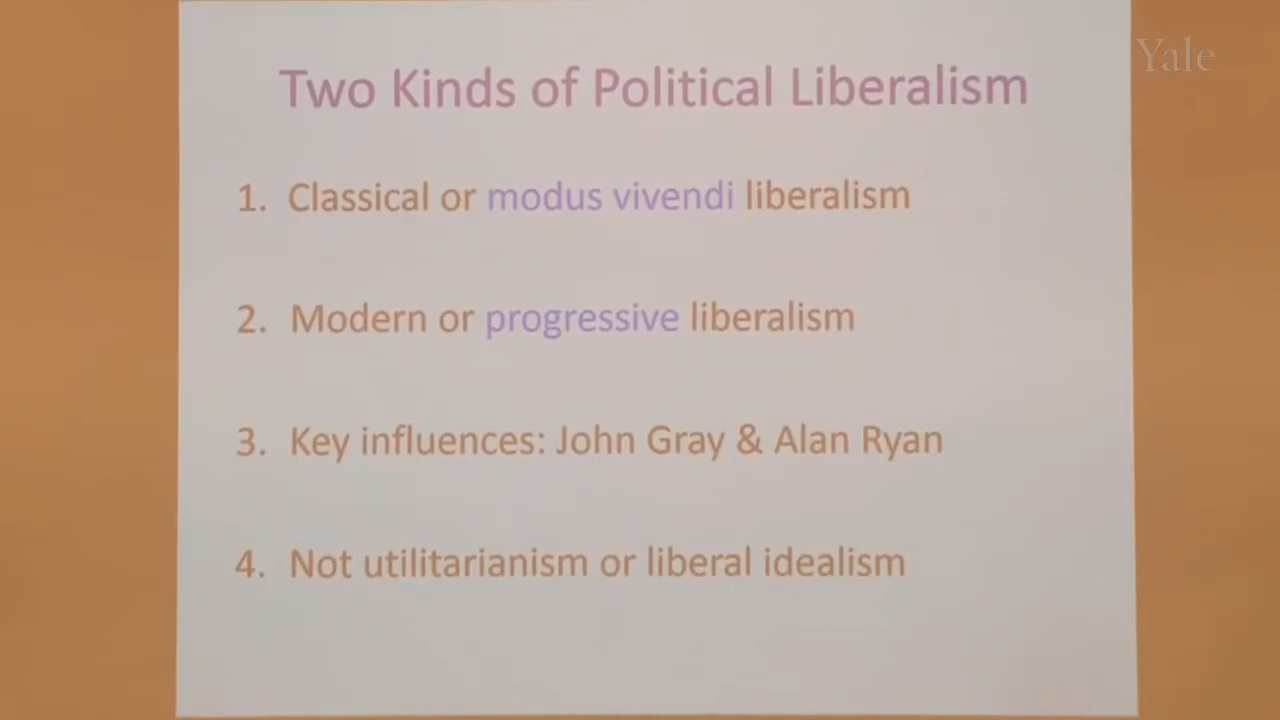 Yale
Two Kinds of Political Liberalism
1. Classical or modus vivendi liberalism
2. Modern or progressive liberalism
3. Key influences: John Gray & Alan Ryan
4. Not utilitarianism or liberal idealism